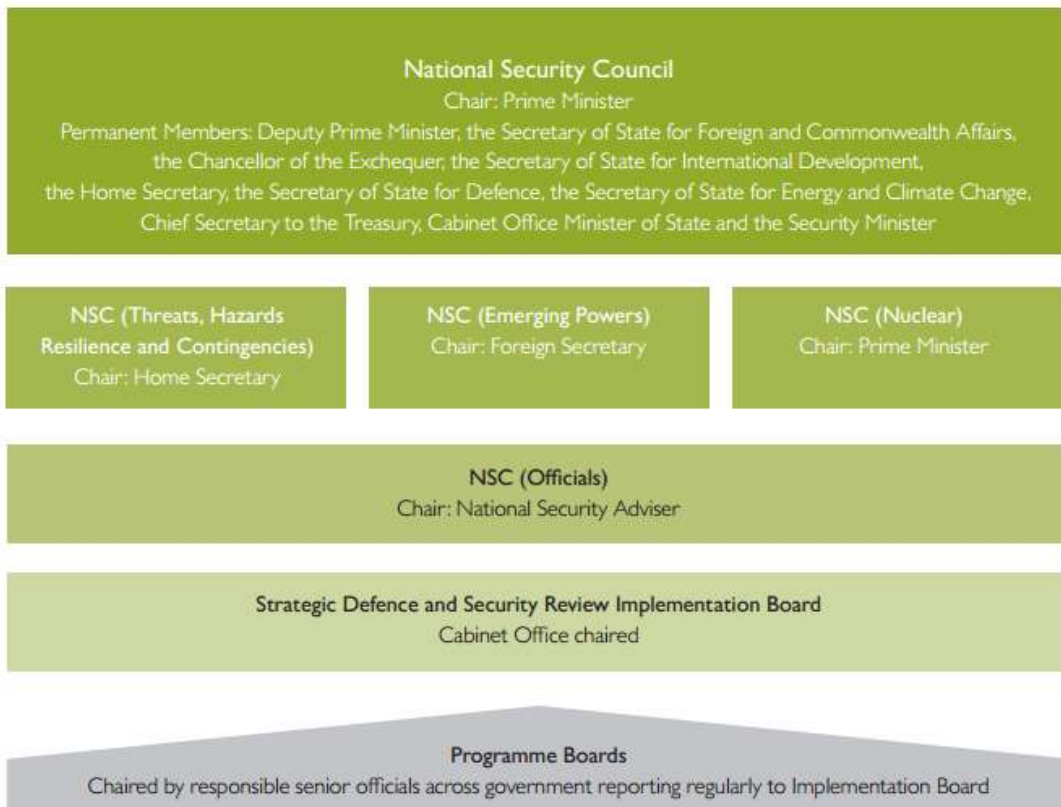 National Security Council
Chair: Prime Minister
Permanent Members: Deputy Prime Minister, the Secretary of State for Foreign and Commonwealth Affairs,
the Chancellor of the Exchequer, the Secretary of State for International Development,
the Home Secretary, the Secretary of State for Defence, the Secretary of State for Energy and Climate Change,
Chief Secretary to the Treasury, Cabinet Office Minister of State and the Security Minister
NSC (Threats, Hazards
Resilience and Contingencies)
Chair: Home Secretary
NSC (Emerging Powers)
Chair: Foreign Secretary
NSC (Nuclear)
Chair: Prime Minister
NSC (Officials)
Chair: National Security Adviser
Strategic Defence and Security Review Implementation Board
Cabinet Office chaired
Programme Boards
Chaired by responsible senior officials across government reporting regularly to Implementation Board